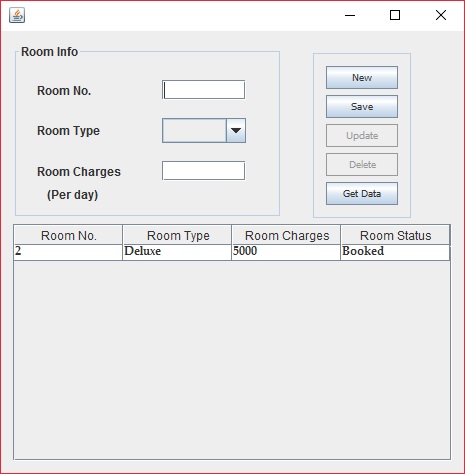 Room Info
Room No.
Room Type
Room Charges
(Per day)
New
Save
Update
Delete
Get Data
Room No. Room Type Room Charges Room Status
2 Deluxe 5000 Booked